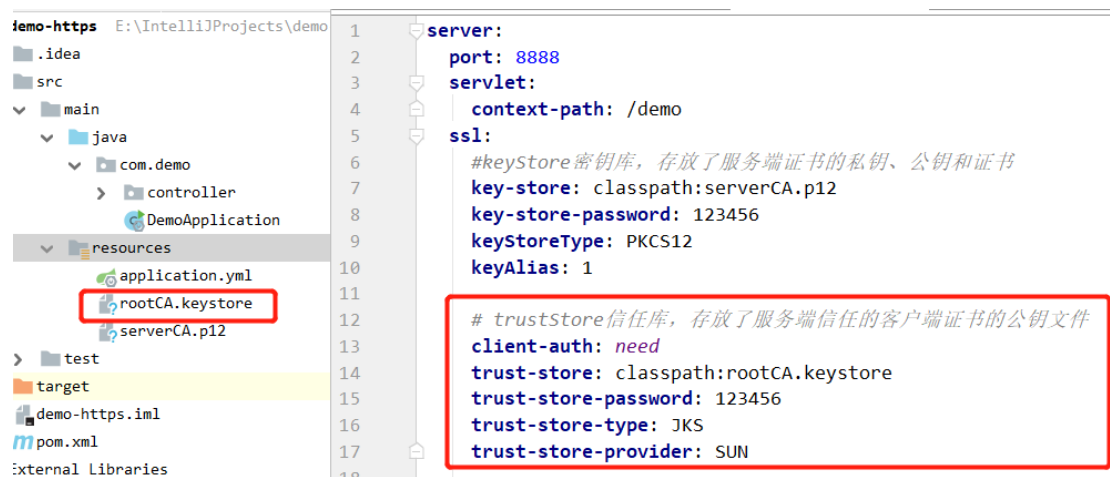 demo-https E:\IntelliJProjects\demo
.idea
src
main
java
com.demo
controller
DemoApplication
resources
application.yml
rootCA.keystore
serverCA.p12
test
target
demo-https.iml
pom.xml
External Libraries
1 server:
2 port: 8888
3 servlet:
4 context-path: /demo
5 ssl:
6 #keyStore密钥库，存放了服务端证书的私钥、公钥和证书
7 key-store: classpath:serverCA.p12
8 key-store-password: 123456
9 keyStoreType: PKCS12
10 keyAlias: 1
11
12 # trustStore信任库，存放了服务端信任的客户端证书的公钥文件
13 client-auth: need
14 trust-store: classpath:rootCA.keystore
15 trust-store-password: 123456
16 trust-store-type: JKS
17 trust-store-provider: SUN
18